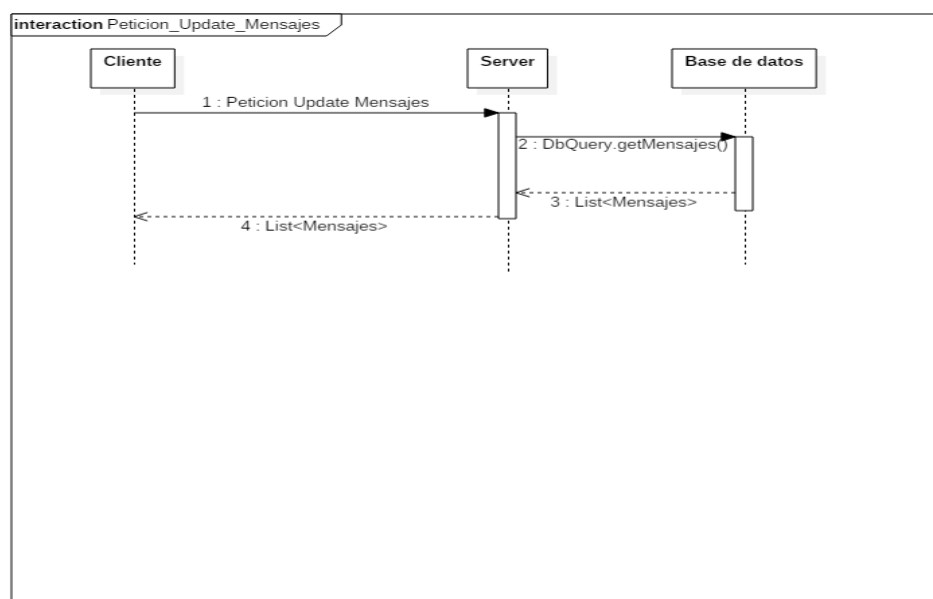 interaction Peticion_Update_Mensajes
Cliente
Server
Base de datos
1 : Peticion Update Mensajes
2 : DbQuery.getMensajes()
3 : List<Mensajes>
4 : List<Mensajes>